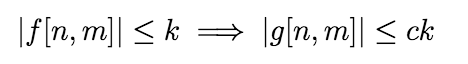 |f[n, m]| ≤ k ⟹ |g[n, m]| ≤ ck